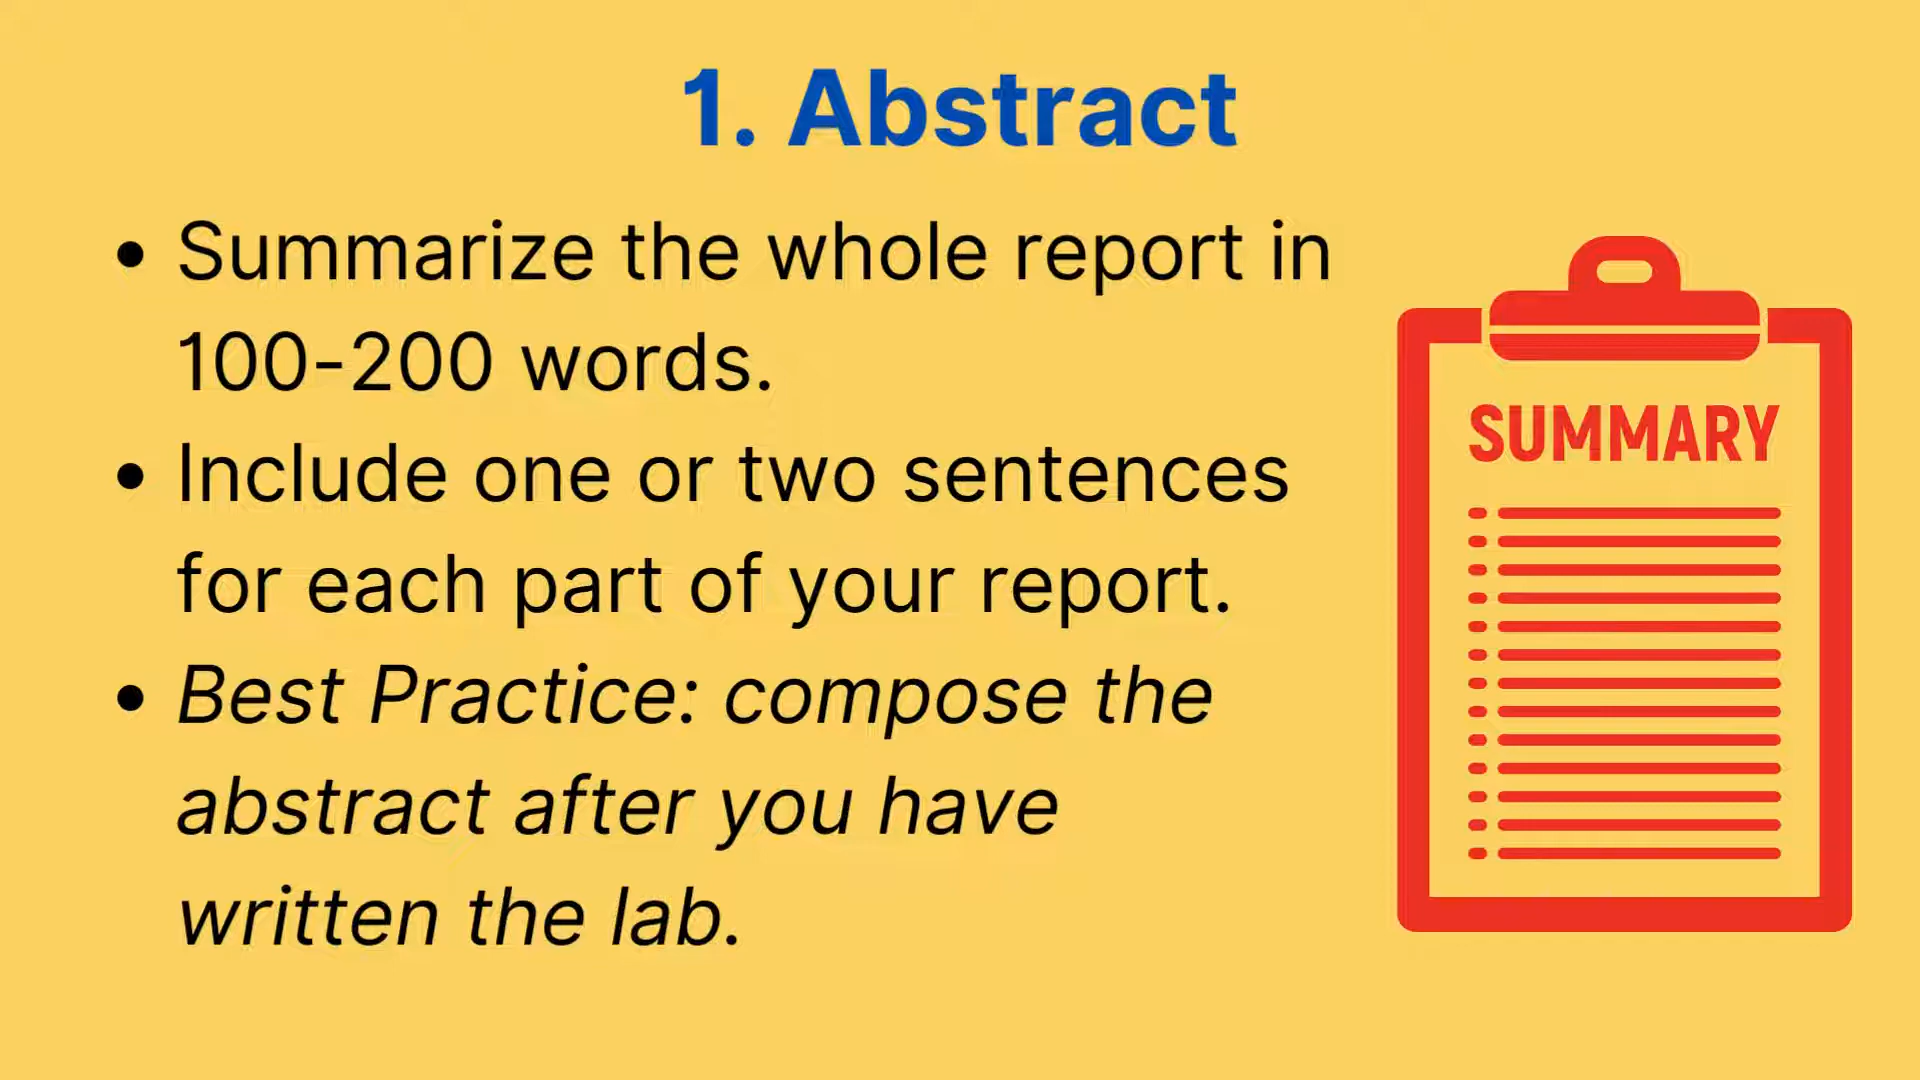 1. Abstract
• Summarize the whole report in
100-200 words.
• Include one or two sentences
for each part of your report.
• Best Practice: compose the
abstract after you have
written the lab.
SUMMARY